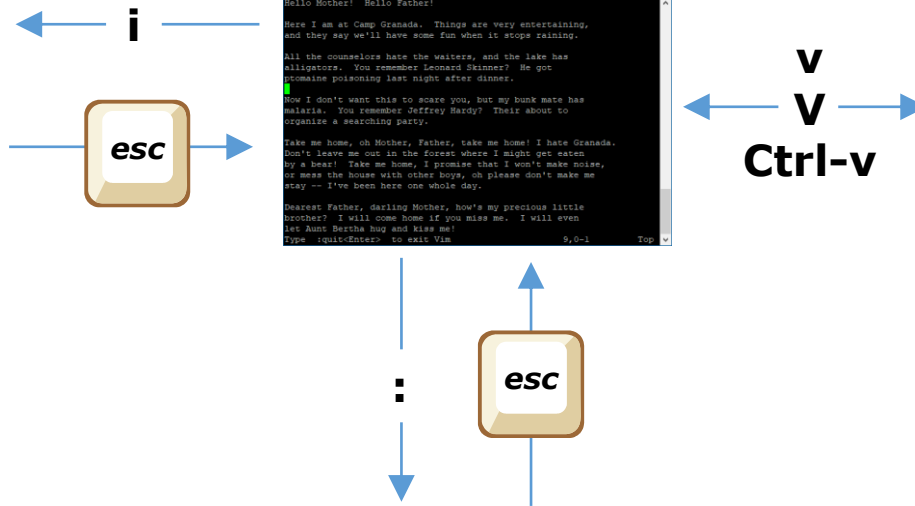 i
esc
Hello Mother!  Hello Father!
Here I am at Camp Granada.  Things are very entertaining,
and they say we'll have some fun when it stops raining.
All the counselors hate the waiters, and the lake has
alligators.  You remember Leonard Skinner?  He got
ptomaine poisoning last night after dinner.
Now I don't want this to scare you, but my bunk mate has
malaria.  You remember Jeffrey Hardy?  Their about to
organize a searching party.
Take me home, oh Mother, Father, take me home! I hate Granada.
Don't leave me out in the forest where I might get eaten
by a bear!  Take me home, I promise that I won't make noise,
or mess the house with other boys, oh please don't make me
stay -- I've been here one whole day.
Dearest Father, darling Mother, how's my precious little
brother?  I will come home if you miss me.  I will even
let Aunt Bertha hug and kiss me!
Type  :quit<Enter>  to exit Vim                 9,0-1        Top
v
V
Ctrl-v
:
esc